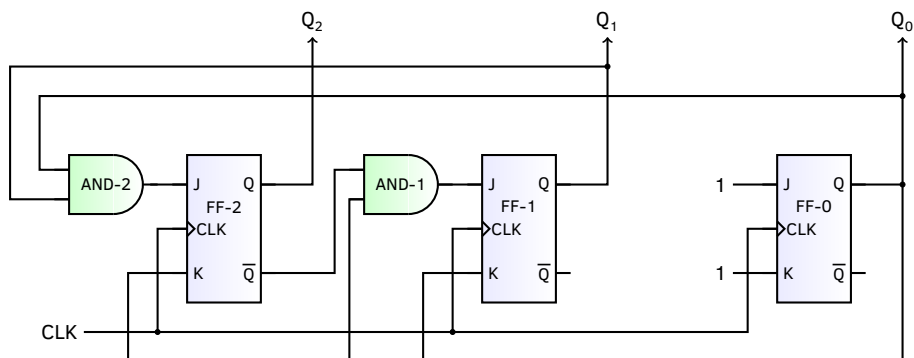 Q₂ Q₁ Q₀
AND-2 J Q AND-1 J Q 1 J Q
FF-2 FF-1 FF-0
CLK CLK CLK
K Q̅ K Q̅ 1 K Q̅
CLK